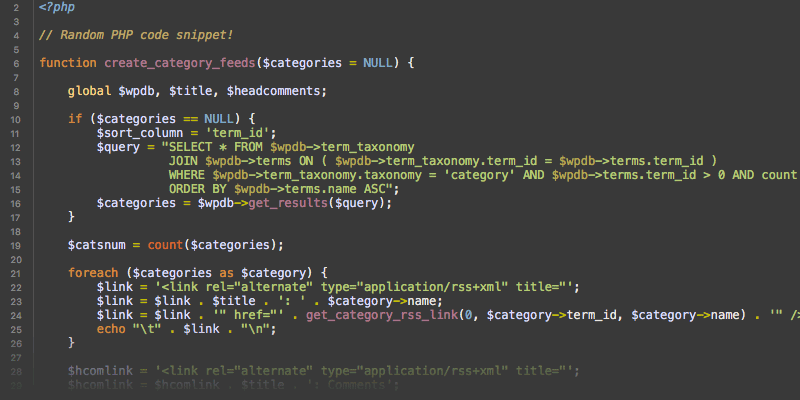 2 <?php
3
4 // Random PHP code snippet!
5
6 function create_category_feeds($categories = NULL) {
7
8 global $wpdb, $title, $headcomments;
9
10 if ($categories == NULL) {
11 $sort_column = 'term_id';
12 $query = "SELECT * FROM $wpdb->term_taxonomy
13 JOIN $wpdb->terms ON ( $wpdb->term_taxonomy.term_id = $wpdb->terms.term_id )
14 WHERE $wpdb->term_taxonomy.taxonomy = 'category' AND $wpdb->terms.term_id > 0 AND count
15 ORDER BY $wpdb->terms.name ASC";
16 $categories = $wpdb->get_results($query);
17 }
18
19 $catsnum = count($categories);
20
21 foreach ($categories as $category) {
22 $link = '<link rel="alternate" type="application/rss+xml" title="';
23 $link = $link . $title . ': ' . $category->name;
24 $link = $link . '" href="' . get_category_rss_link(0, $category->term_id, $category->name) . '" />
25 echo "\t" . $link . "\n";
26 }
27
28 $hcomlink = '<link rel="alternate" type="application/rss+xml" title="';
29 $hcomlink = $hcomlink . $title . ': Comments';